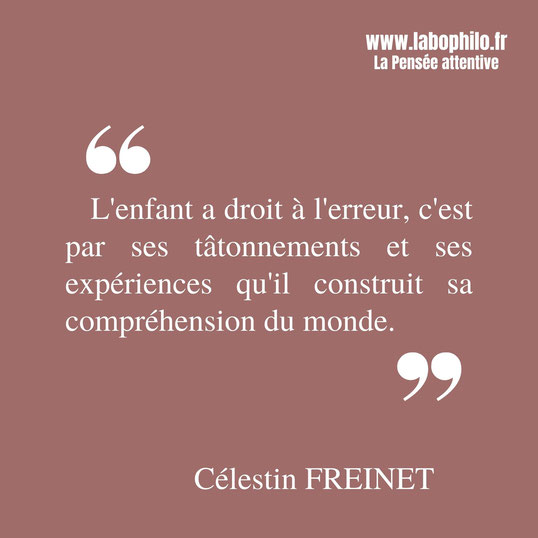 www.labophilo.fr
La Pensée attentive
“
L'enfant a droit à l'erreur, c'est
par ses tâtonnements et ses
expériences qu'il construit sa
compréhension du monde.
”
Célestin FREINET